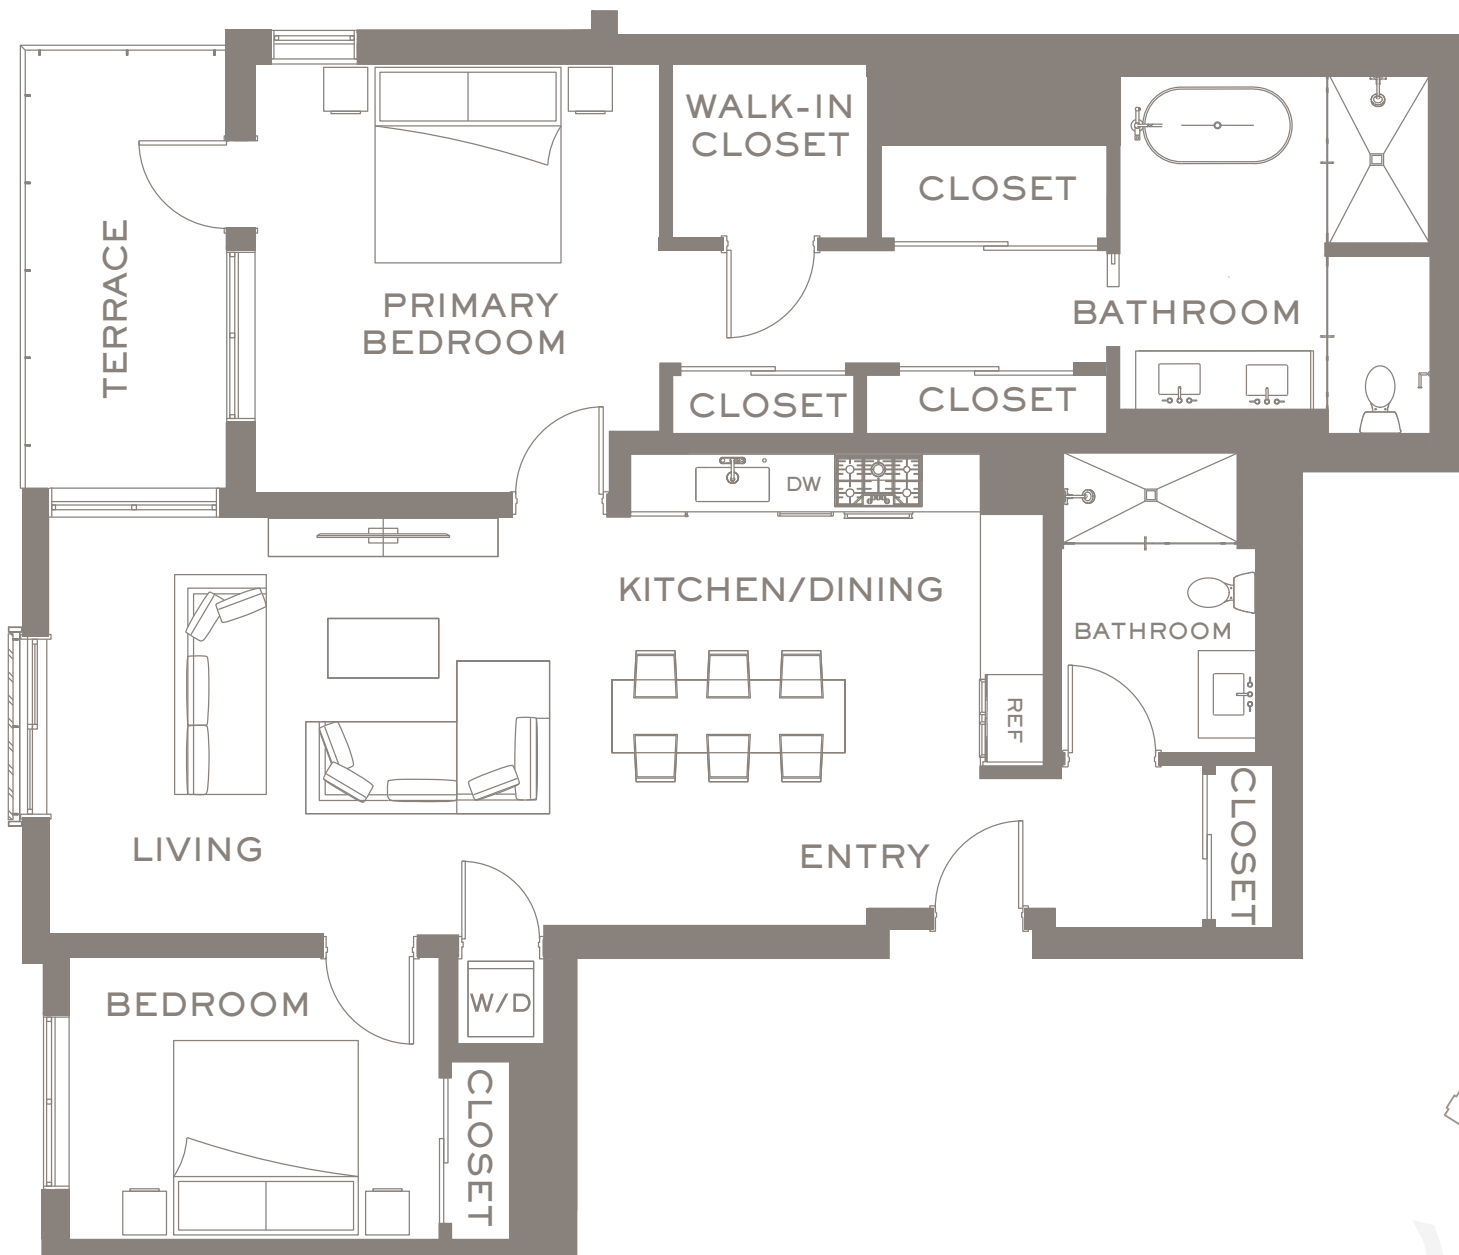 WALK-IN
CLOSET
CLOSET
TERRACE
PRIMARY
BEDROOM
BATHROOM
CLOSET
CLOSET
DW
KITCHEN/DINING
BATHROOM
REF
LIVING
ENTRY
CLOSET
BEDROOM
W/D
CLOSET